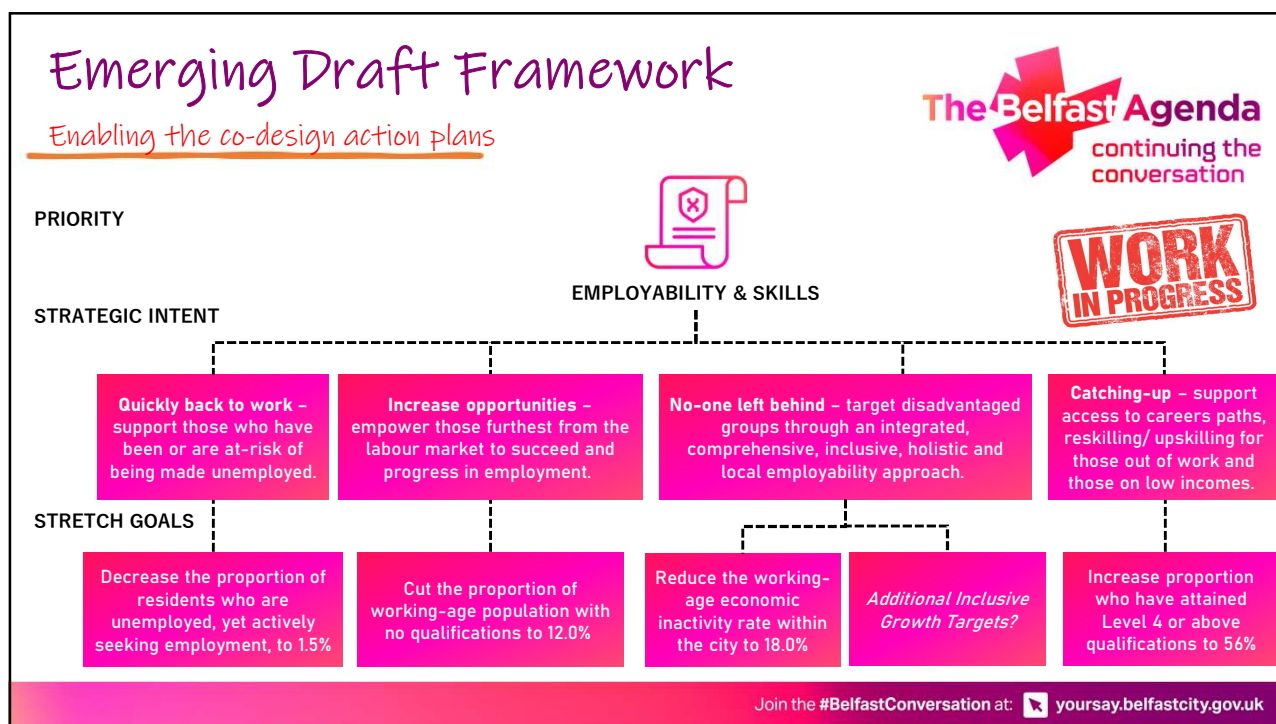 Emerging Draft Framework
Enabling the co-design action plans
The Belfast Agenda
continuing the
conversation
PRIORITY
WORK
IN PROGRESS
EMPLOYABILITY & SKILLS
STRATEGIC INTENT
Quickly back to work –
support those who have
been or are at-risk of
being made unemployed.
Increase opportunities –
empower those furthest from the
labour market to succeed and
progress in employment.
No-one left behind – target disadvantaged
groups through an integrated,
comprehensive, inclusive, holistic and
local employability approach.
Catching-up – support
access to careers paths,
reskilling/ upskilling for
those out of work and
those on low incomes.
STRETCH GOALS
Decrease the proportion of
residents who are
unemployed, yet actively
seeking employment, to 1.5%
Cut the proportion of
working-age population with
no qualifications to 12.0%
Reduce the working-
age economic
inactivity rate within
the city to 18.0%
Additional Inclusive
Growth Targets?
Increase proportion
who have attained
Level 4 or above
qualifications to 56%
Join the #BelfastConversation at: yoursay.belfastcity.gov.uk